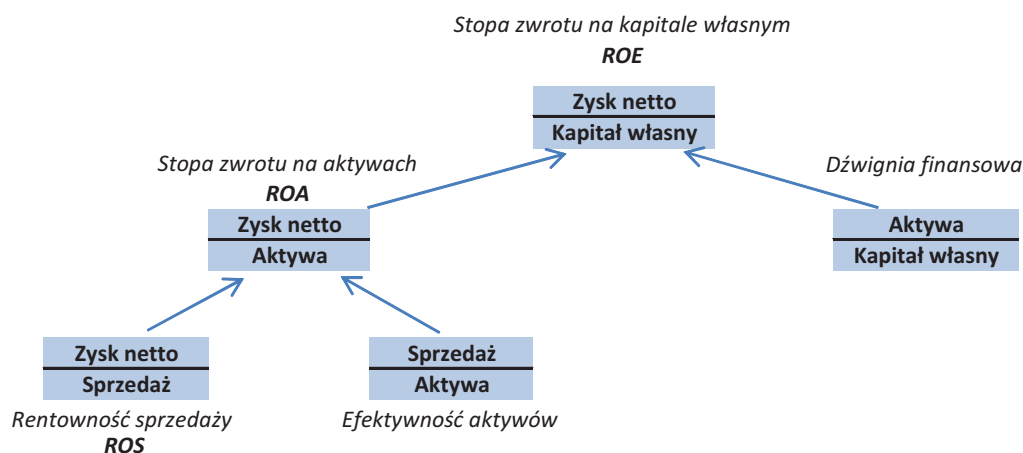 Stopa zwrotu na kapitale własnym
ROE
Zysk netto
Kapitał własny
Stopa zwrotu na aktywach
ROA
Zysk netto
Aktywa
Dźwignia finansowa
Aktywa
Kapitał własny
Zysk netto
Sprzedaż
Rentowność sprzedaży
ROS
Sprzedaż
Aktywa
Efektywność aktywów